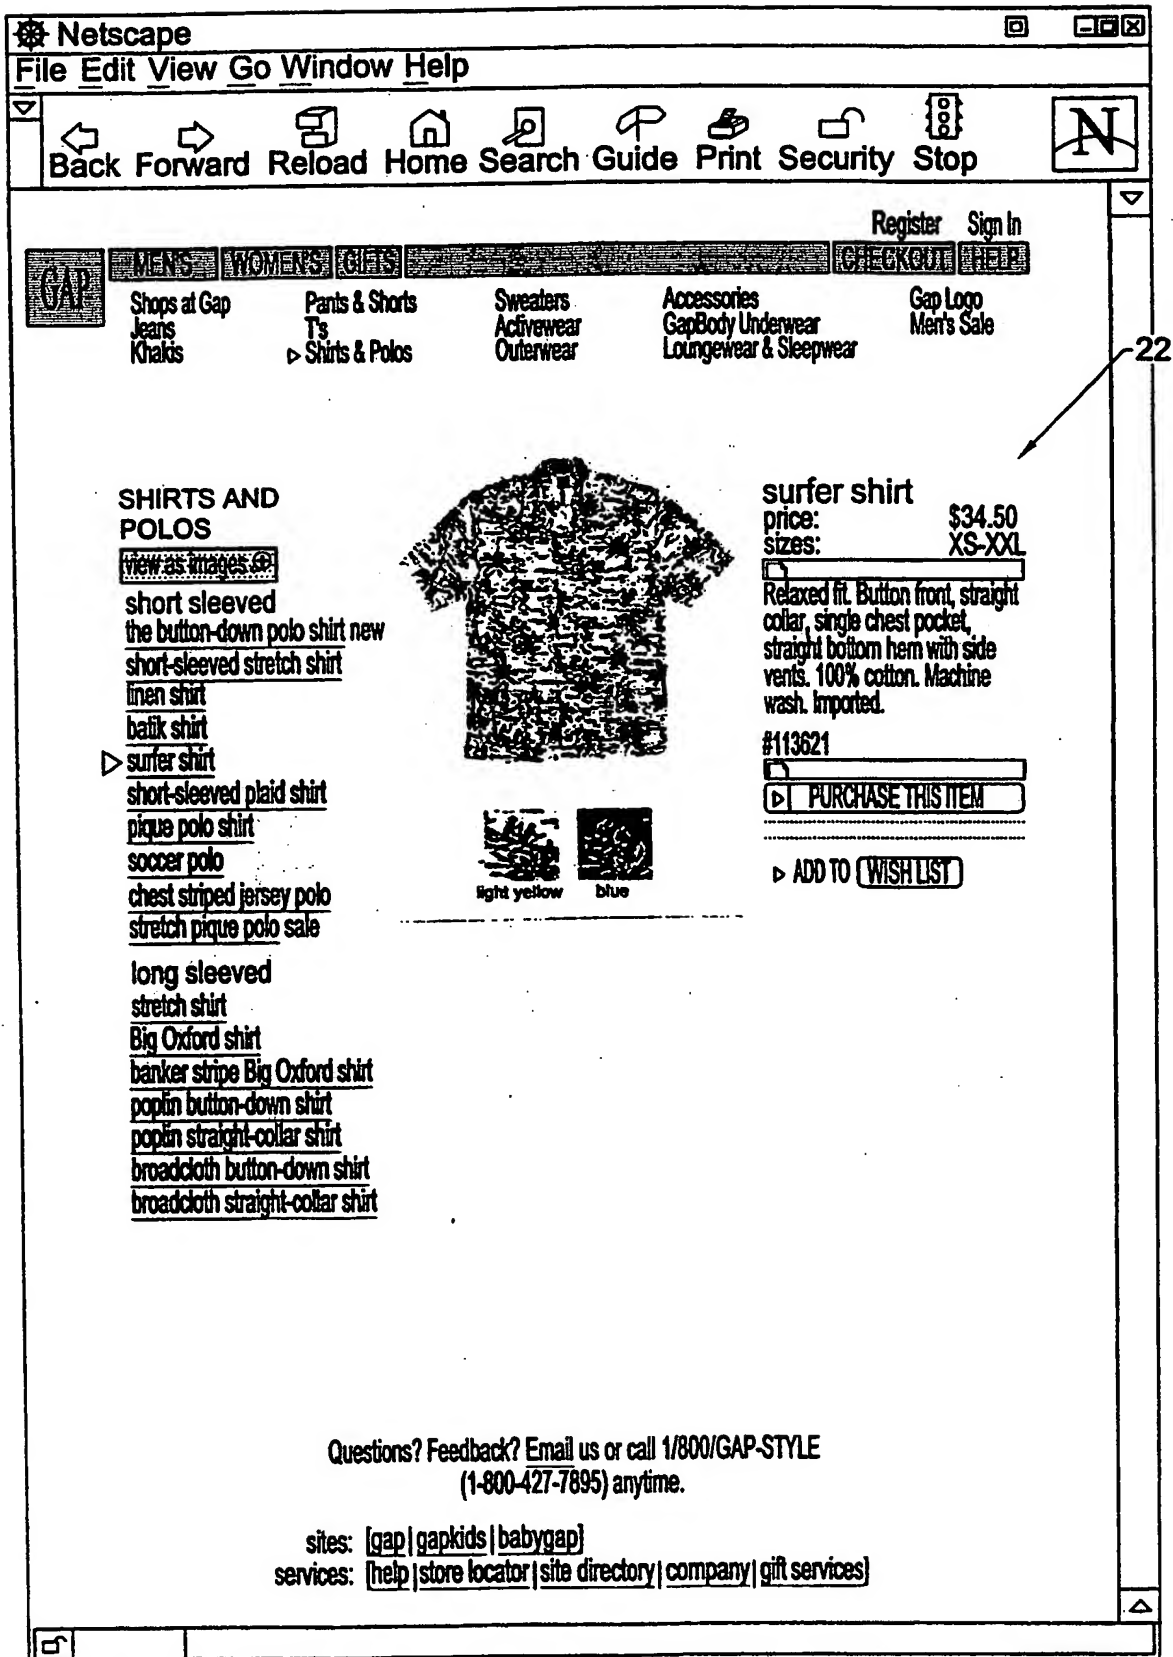 Netscape
File Edit View Go Window Help
Back Forward Reload Home Search Guide Print Security Stop
N
Register Sign In
GAP MEN'S WOMEN'S GIFTS CHECKOUT HELP
Shops at Gap Pants & Shorts Sweaters Accessories Gap Logo
Jeans T's Activewear GapBody Underwear Men's Sale
Khakis Shirts & Polos Outerwear Loungewear & Sleepwear
22
SHIRTS AND
POLOS
view as images
short sleeved
the button-down polo shirt new
short-sleeved stretch shirt
linen shirt
batik shirt
surfer shirt
short-sleeved plaid shirt
pique polo shirt
soccer polo
chest striped jersey polo
stretch pique polo sale
long sleeved
stretch shirt
Big Oxford shirt
banker stripe Big Oxford shirt
poplin button-down shirt
poplin straight-collar shirt
broadcloth button-down shirt
broadcloth straight-collar shirt
light yellow blue
surfer shirt
price: $34.50
sizes: XS-XXL
Relaxed fit. Button front, straight
collar, single chest pocket,
straight bottom hem with side
vents. 100% cotton. Machine
wash. Imported.
#113621
PURCHASE THIS ITEM
ADD TO WISH LIST
Questions? Feedback? Email us or call 1/800/GAP-STYLE
(1-800-427-7895) anytime.
sites: [gap | gapkids | babygap]
services: [help | store locator | site directory | company | gift services]